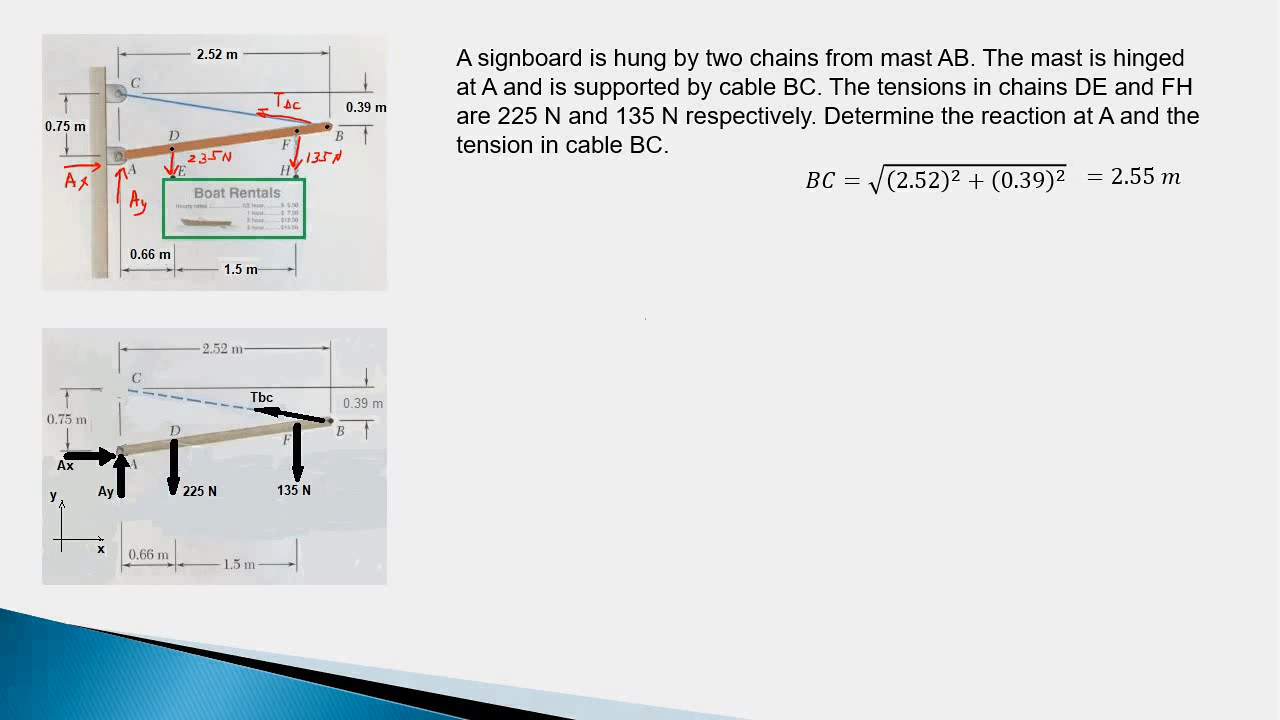 2.52 m
C
0.39 m
TBC
0.75 m
D
B
F
235N
135N
A
E
H
Ax
Ay
Boat Rentals
0.66 m
1.5 m
2.52 m
C
Tbc
0.39 m
0.75 m
D
F
B
Ax
A
Ay
225 N
135 N
y
x
0.66 m
1.5 m
A signboard is hung by two chains from mast AB. The mast is hinged
at A and is supported by cable BC. The tensions in chains DE and FH
are 225 N and 135 N respectively. Determine the reaction at A and the
tension in cable BC.
BC = √(2.52)² + (0.39)² = 2.55 m